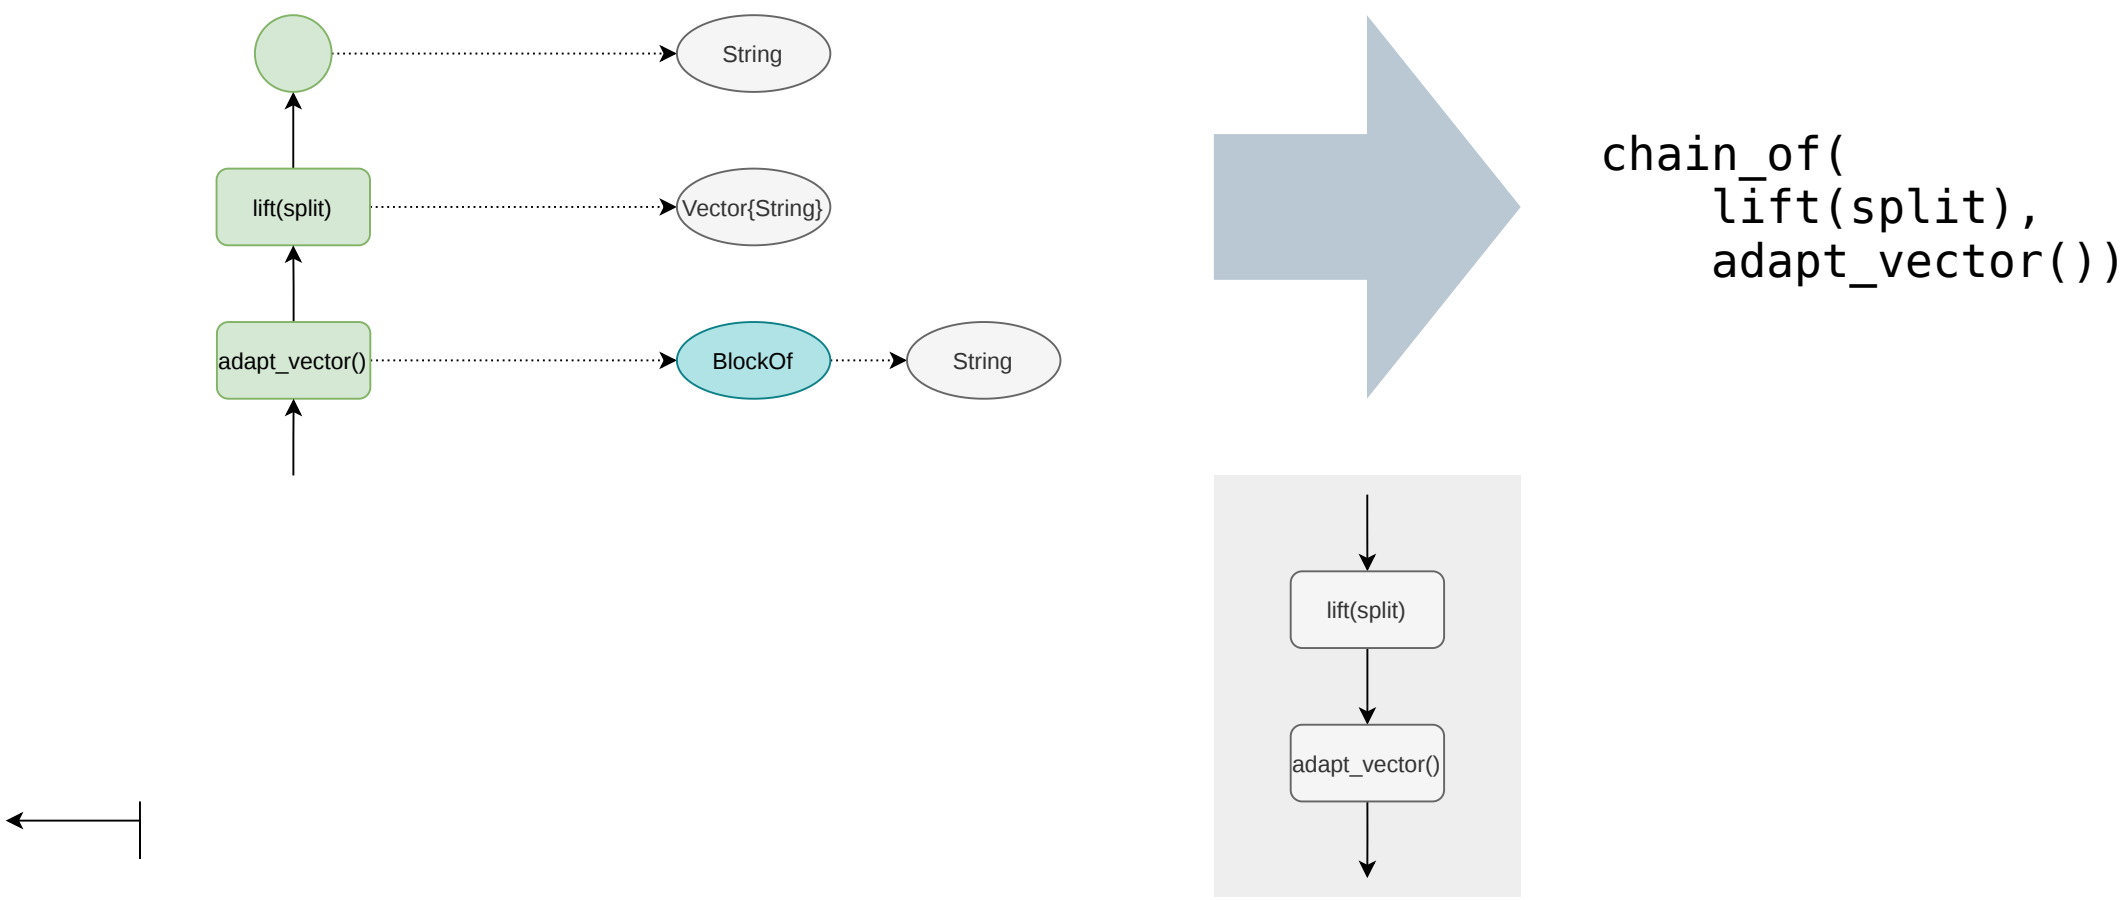 String
lift(split)
Vector{String}
adapt_vector()
BlockOf
String
chain_of(
    lift(split),
    adapt_vector())
lift(split)
adapt_vector()